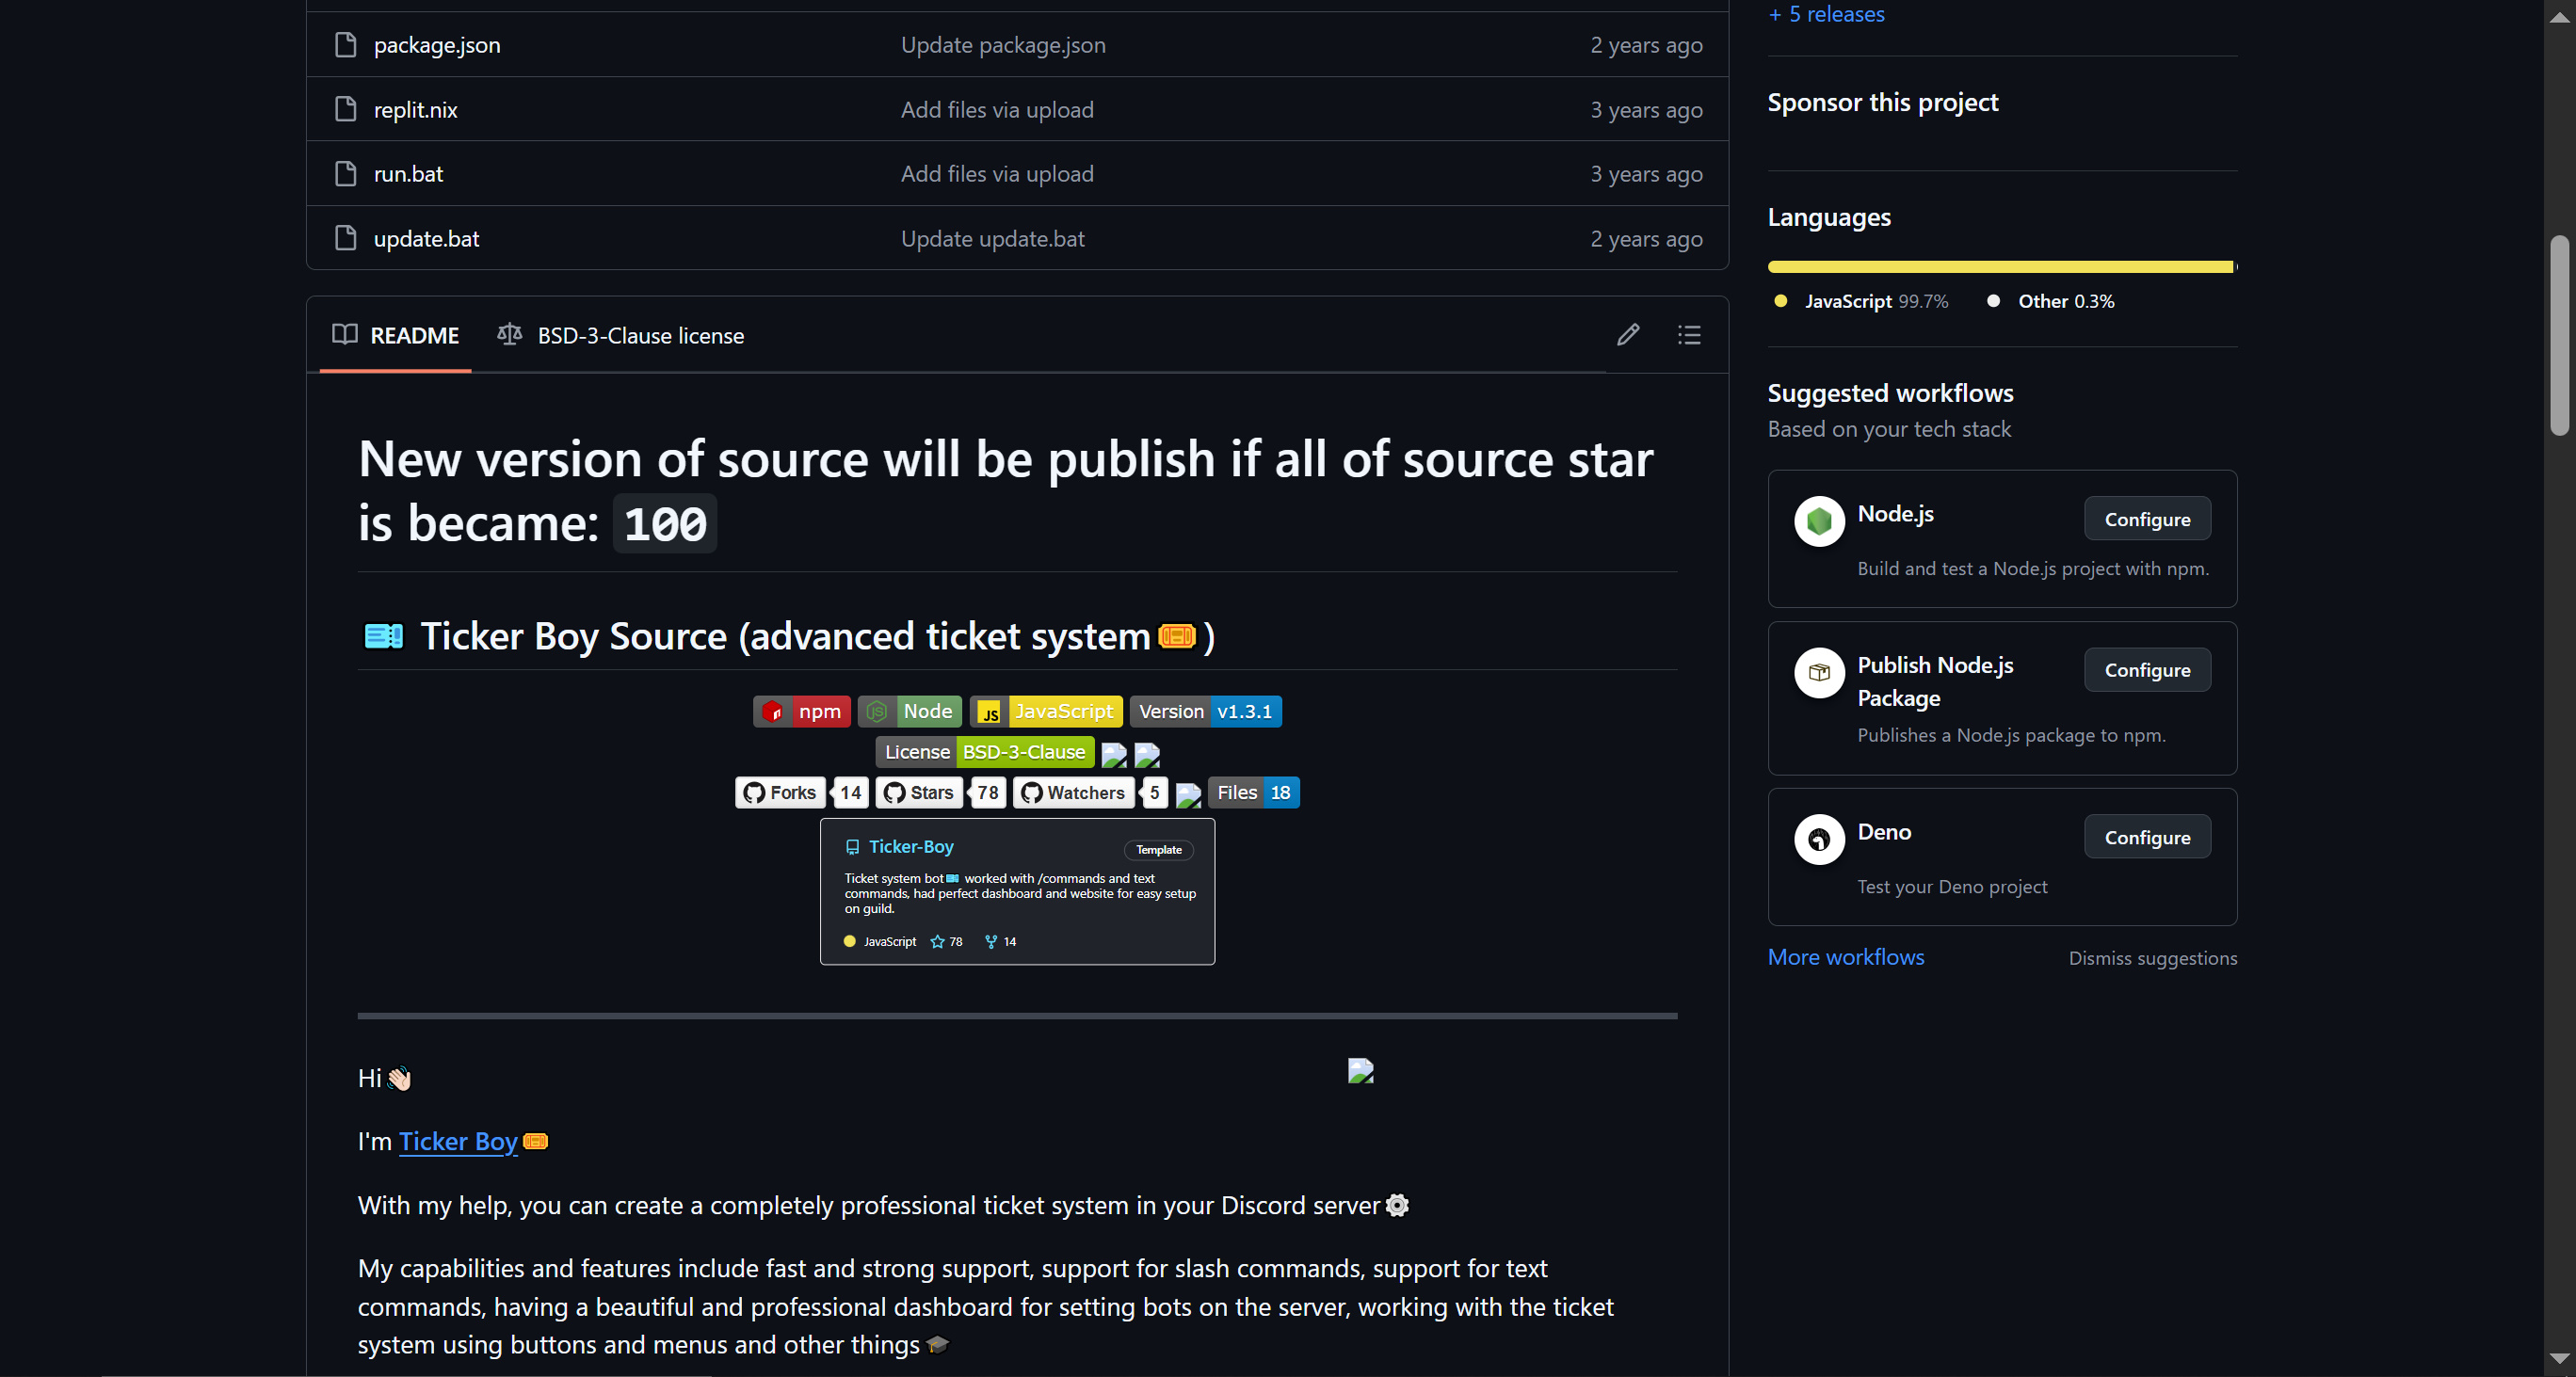 package.json Update package.json 2 years ago
replit.nix Add files via upload 3 years ago
run.bat Add files via upload 3 years ago
update.bat Update update.bat 2 years ago
README BSD-3-Clause license
New version of source will be publish if all of source star
is became: 100
🎫 Ticker Boy Source (advanced ticket system🎟)
npm Node JS JavaScript Version v1.3.1
License BSD-3-Clause
Forks 14 Stars 78 Watchers 5 Files 18
Ticker-Boy Template
Ticket system bot🎫 worked with /commands and text
commands, had perfect dashboard and website for easy setup
on guild.
JavaScript 78 14
Hi👋🏻
I'm Ticker Boy🎟
With my help, you can create a completely professional ticket system in your Discord server⚙
My capabilities and features include fast and strong support, support for slash commands, support for text
commands, having a beautiful and professional dashboard for setting bots on the server, working with the ticket
system using buttons and menus and other things🎓
+ 5 releases
Sponsor this project
Languages
JavaScript 99.7% Other 0.3%
Suggested workflows
Based on your tech stack
Node.js Configure
Build and test a Node.js project with npm.
Publish Node.js Configure
Package
Publishes a Node.js package to npm.
Deno Configure
Test your Deno project
More workflows Dismiss suggestions